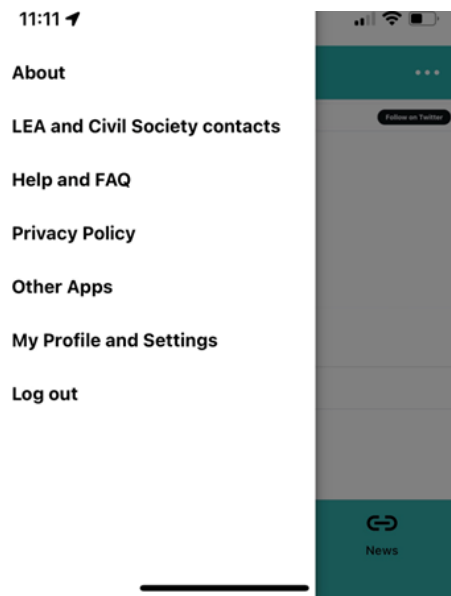 11:11
About
Follow on Twitter
LEA and Civil Society contacts
Help and FAQ
Privacy Policy
Other Apps
My Profile and Settings
Log out
News